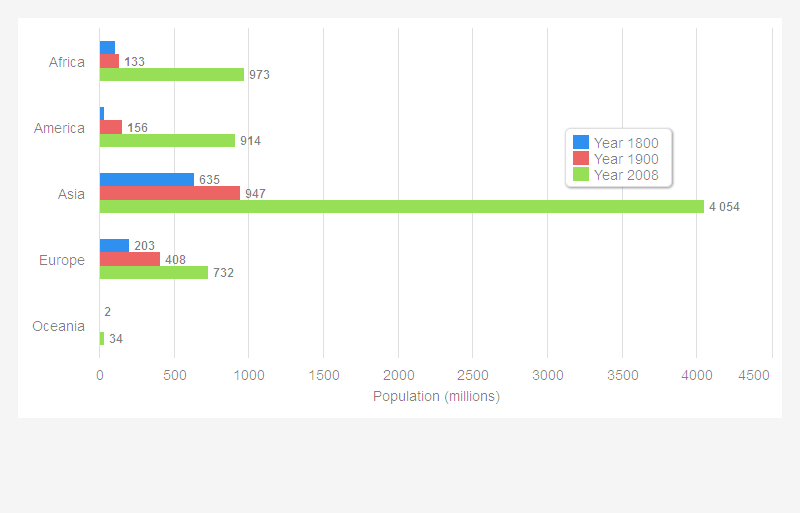 Africa
133
973
America
156
914
Year 1800
Year 1900
Year 2008
Asia
635
947
4 054
Europe
203
408
732
Oceania
2
34
0 500 1000 1500 2000 2500 3000 3500 4000 4500
Population (millions)